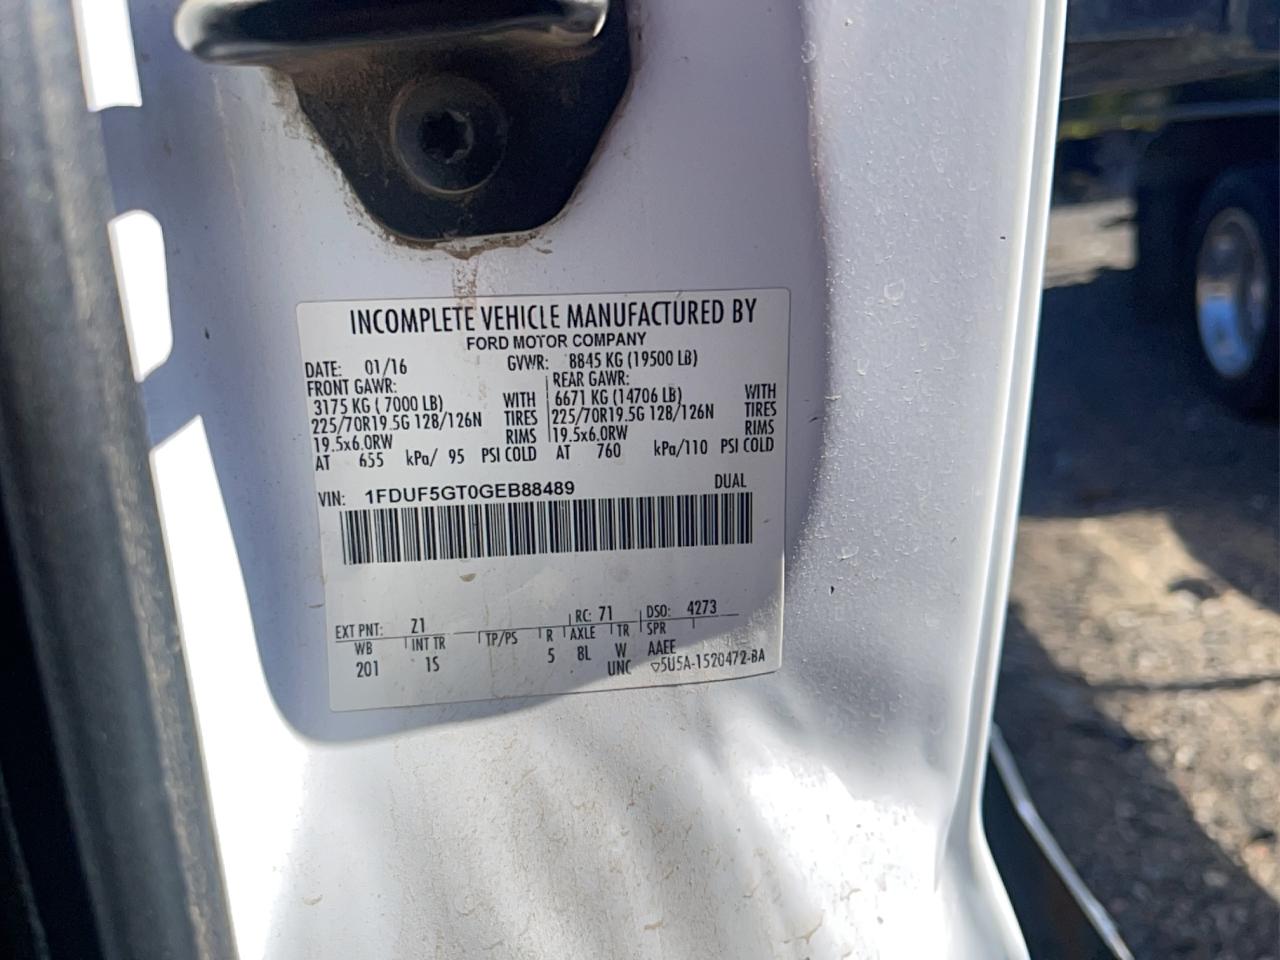 INCOMPLETE VEHICLE MANUFACTURED BY
FORD MOTOR COMPANY
DATE: 01/16 GVWR: 8845 KG (19500 LB)
FRONT GAWR: REAR GAWR:
3175 KG ( 7000 LB) WITH 6671 KG (14706 LB) WITH
225/70R19.5G 128/126N TIRES 225/70R19.5G 128/126N TIRES
19.5x6.0RW RIMS 19.5x6.0RW RIMS
AT 655 kPa/ 95 PSI COLD AT 760 kPa/110 PSI COLD
VIN: 1FDUF5GT0GEB88489 DUAL
EXT PNT: Z1 RC: 71 DSO: 4273
WB INT TR TP/PS R AXLE TR SPR
201 1S 5 8L W AAEE
UNC ▽5U5A-1520472-BA